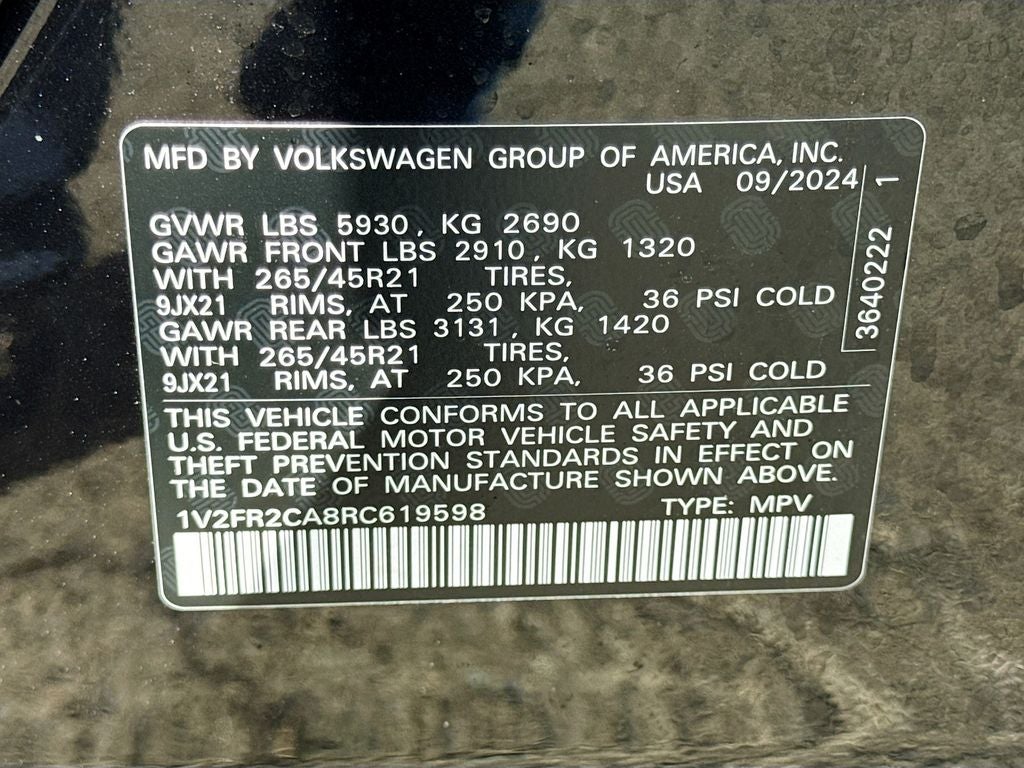 MFD BY VOLKSWAGEN GROUP OF AMERICA, INC.
USA 09/2024
GVWR LBS 5930, KG 2690
GAWR FRONT LBS 2910, KG 1320
WITH 265/45R21 TIRES,
9JX21 RIMS, AT 250 KPA, 36 PSI COLD
GAWR REAR LBS 3131, KG 1420
WITH 265/45R21 TIRES,
9JX21 RIMS, AT 250 KPA, 36 PSI COLD
THIS VEHICLE CONFORMS TO ALL APPLICABLE
U.S. FEDERAL MOTOR VEHICLE SAFETY AND
THEFT PREVENTION STANDARDS IN EFFECT ON
THE DATE OF MANUFACTURE SHOWN ABOVE.
1V2FR2CA8RC619598 TYPE: MPV
3640222 1